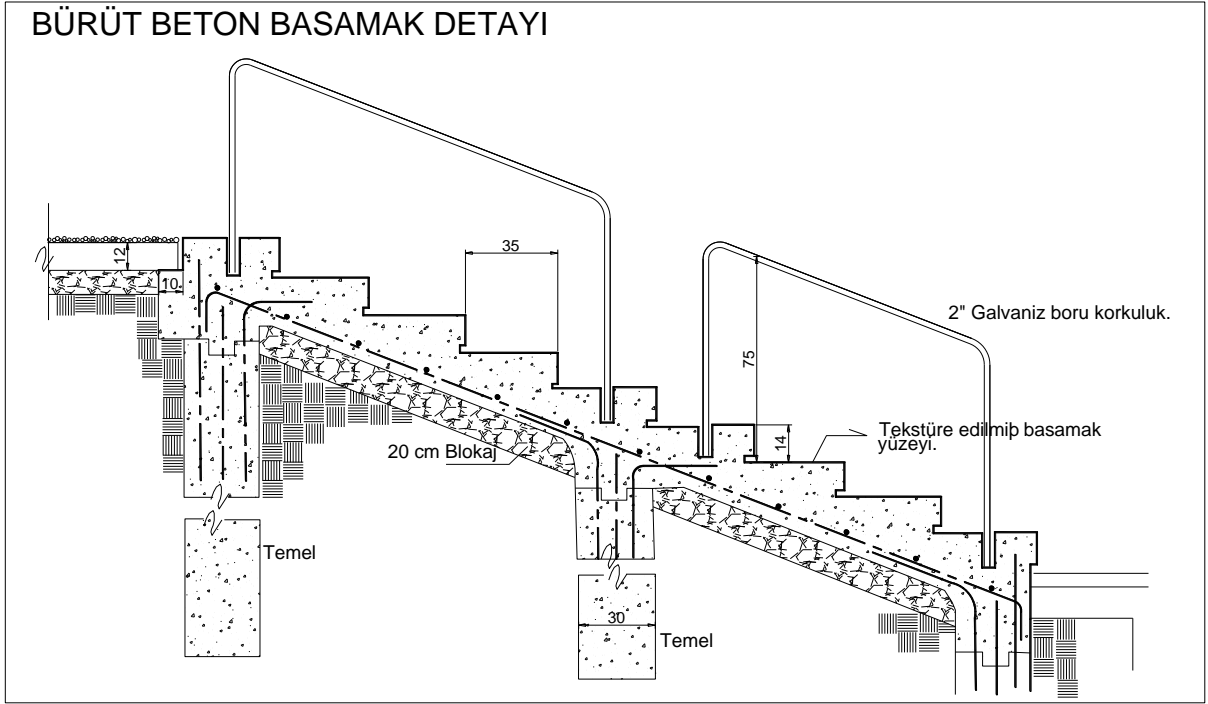 BÜRÜT BETON BASAMAK DETAYI
12
10
35
75
14
2" Galvaniz boru korkuluk.
Tekstüre edilmiþ basamak
yüzeyi.
20 cm Blokaj
Temel
30
Temel